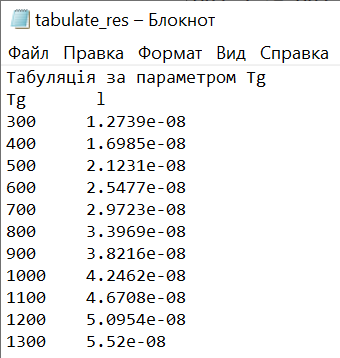 tabulate_res – Блокнот
Файл Правка Формат Вид Справка
Табуляція за параметром Tg
Tg l
300 1.2739e-08
400 1.6985e-08
500 2.1231e-08
600 2.5477e-08
700 2.9723e-08
800 3.3969e-08
900 3.8216e-08
1000 4.2462e-08
1100 4.6708e-08
1200 5.0954e-08
1300 5.52e-08